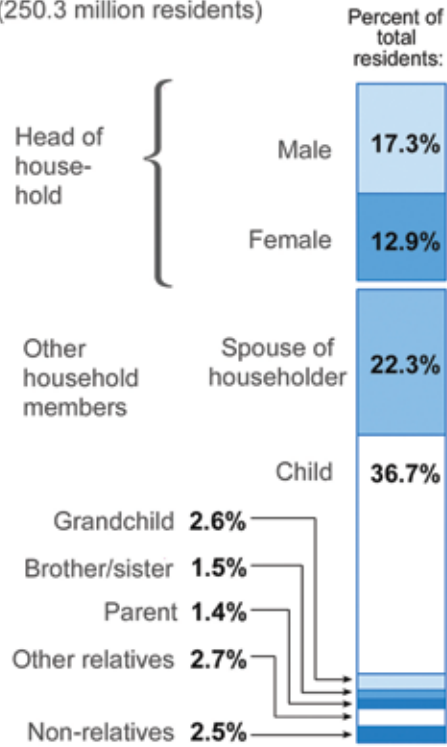 (250.3 million residents)
Percent of
total
residents:
Head of
house-
hold
Male 17.3%
Female 12.9%
Other
household
members
Spouse of
householder 22.3%
Child 36.7%
Grandchild 2.6%
Brother/sister 1.5%
Parent 1.4%
Other relatives 2.7%
Non-relatives 2.5%